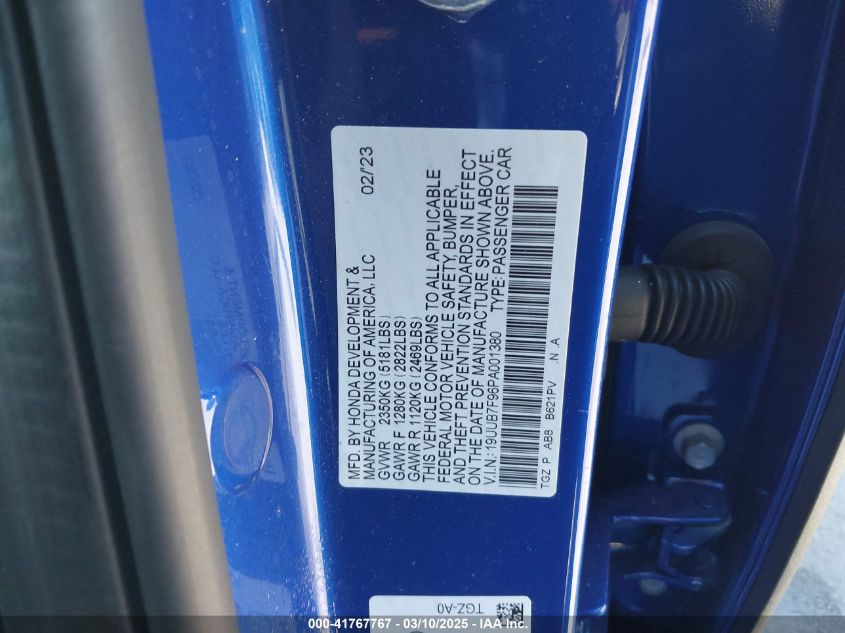 MFD. BY HONDA DEVELOPMENT &
MANUFACTURING OF AMERICA, LLC 02/'23
GVWR 2350KG (5181LBS)
GAWR F 1280KG (2822LBS)
GAWR R 1120KG (2469LBS)
THIS VEHICLE CONFORMS TO ALL APPLICABLE
FEDERAL MOTOR VEHICLE SAFETY, BUMPER,
AND THEFT PREVENTION STANDARDS IN EFFECT
ON THE DATE OF MANUFACTURE SHOWN ABOVE.
V.I.N.: 19UUB7F96PA001380 TYPE: PASSENGER CAR
TGZ P AB8 B621PV .N A
TGZ-A0
000-41767767 / 03/10/2025 - IAA Holdings, LLC.